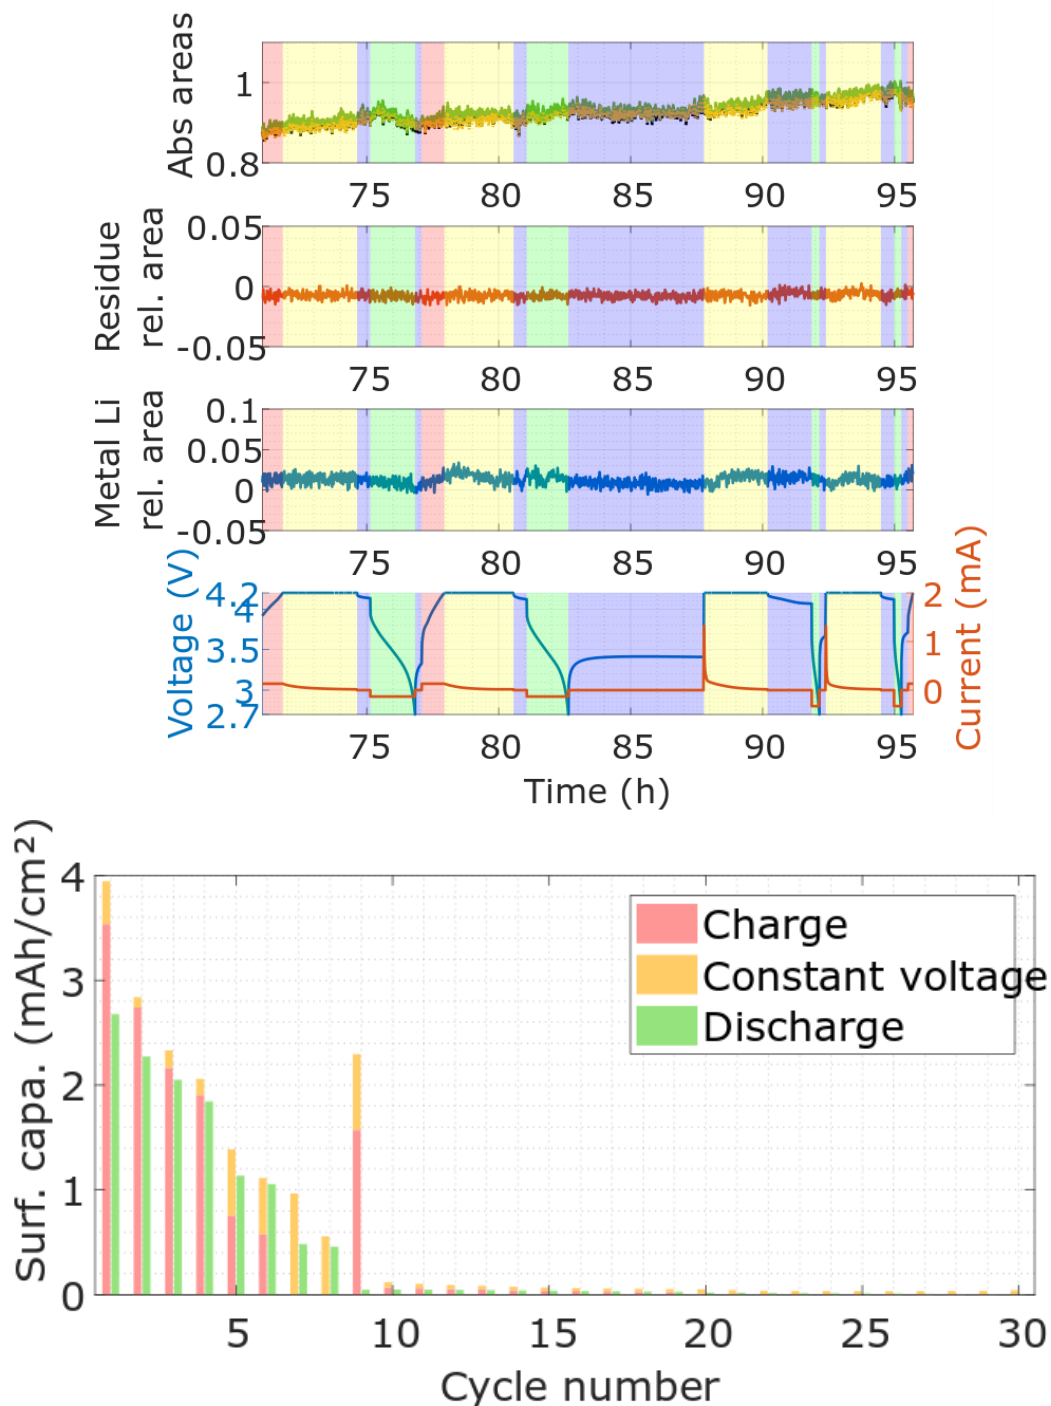 Abs areas
1
0.8
75 80 85 90 95
Residue
rel. area
0.05
0
-0.05
75 80 85 90 95
Metal Li
rel. area
0.1
0.05
0
-0.05
75 80 85 90 95
Voltage (V)
4.2
4
3.5
3
2.7
Current (mA)
2
1
0
75 80 85 90 95
Time (h)
Surf. capa. (mAh/cm²)
4
3
2
1
0
Charge
Constant voltage
Discharge
5 10 15 20 25 30
Cycle number